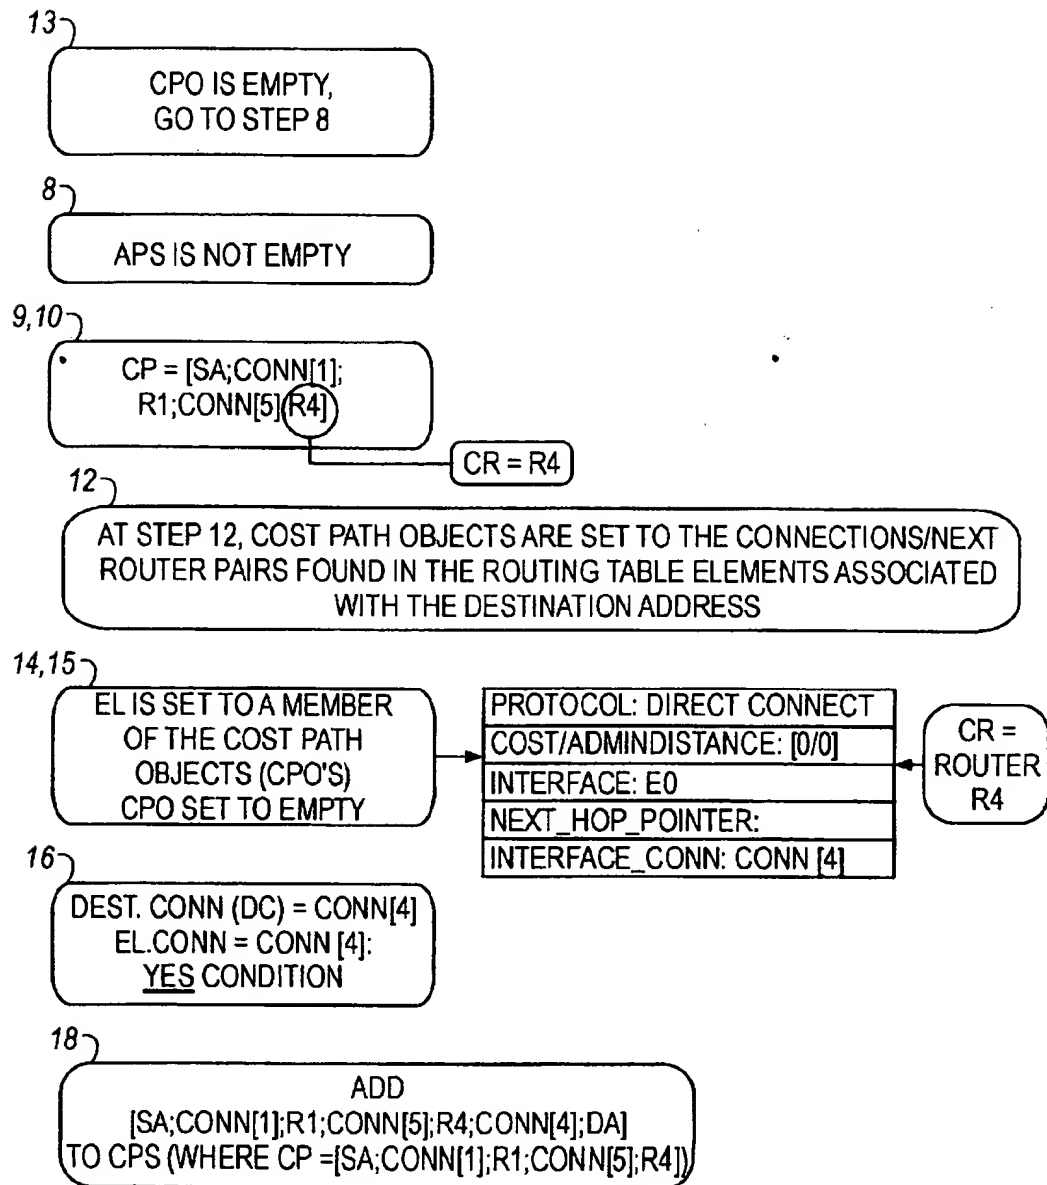 13
CPO IS EMPTY,
GO TO STEP 8
8
APS IS NOT EMPTY
9,10
CP = [SA;CONN[1];
R1;CONN[5] R4]
CR = R4
12
AT STEP 12, COST PATH OBJECTS ARE SET TO THE CONNECTIONS/NEXT
ROUTER PAIRS FOUND IN THE ROUTING TABLE ELEMENTS ASSOCIATED
WITH THE DESTINATION ADDRESS
14,15
EL IS SET TO A MEMBER
OF THE COST PATH
OBJECTS (CPO'S)
CPO SET TO EMPTY
PROTOCOL: DIRECT CONNECT
COST/ADMINDISTANCE: [0/0]
INTERFACE: E0
NEXT_HOP_POINTER:
INTERFACE_CONN: CONN [4]
CR =
ROUTER
R4
16
DEST. CONN (DC) = CONN[4]
EL.CONN = CONN [4]:
YES CONDITION
18
ADD
[SA;CONN[1];R1;CONN[5];R4;CONN[4];DA]
TO CPS (WHERE CP =[SA;CONN[1];R1;CONN[5];R4])